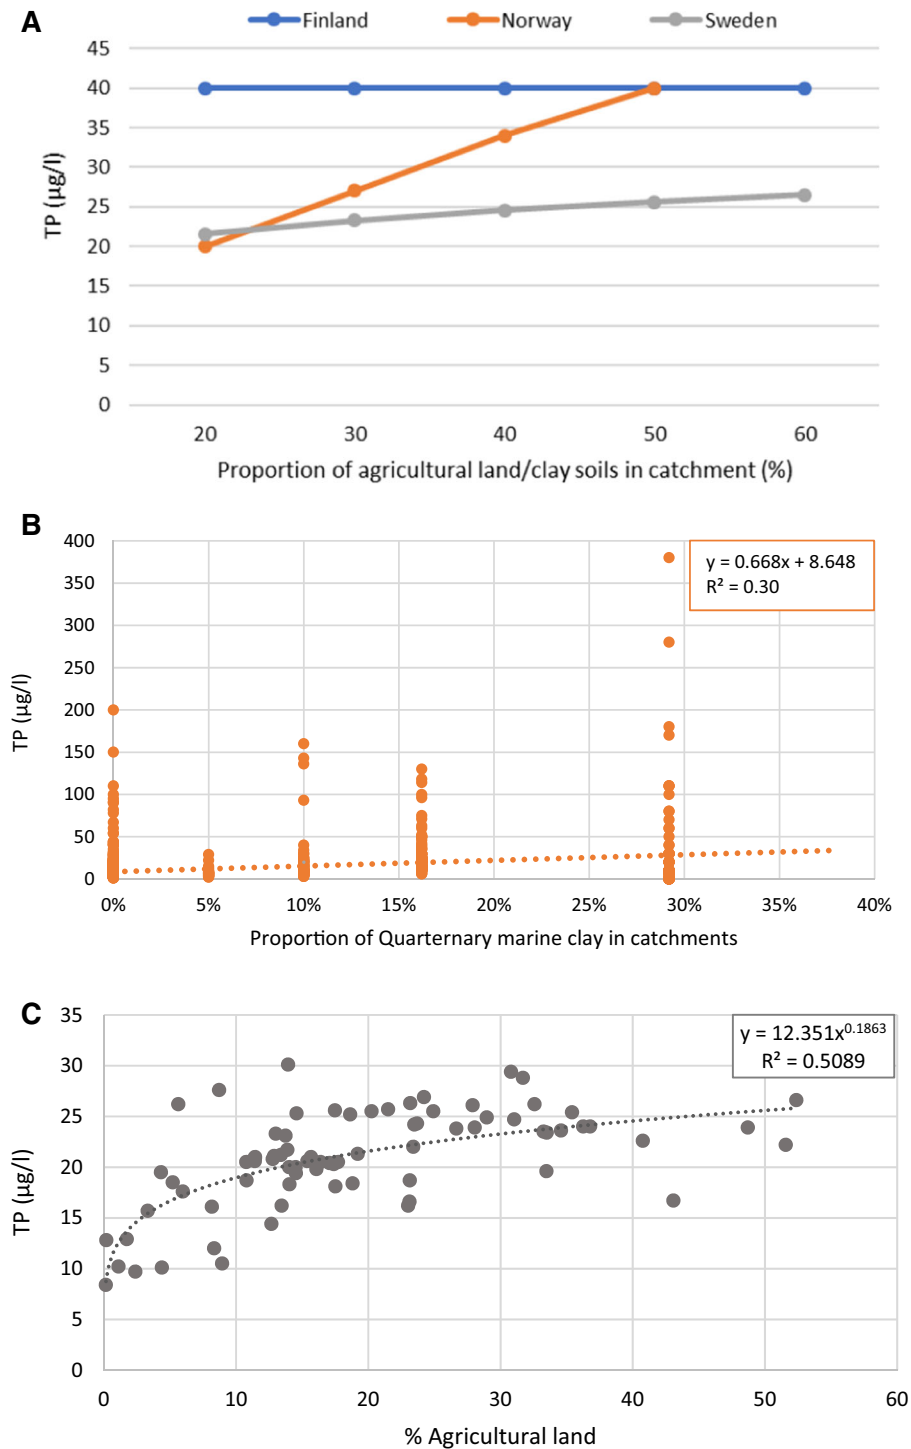 A
Finland Norway Sweden
45
40
35
30
25
20
15
10
5
0
TP (µg/l)
20 30 40 50 60
Proportion of agricultural land/clay soils in catchment (%)
B
400
350
300
250
200
150
100
50
0
TP (µg/l)
y = 0.668x + 8.648
R² = 0.30
0% 5% 10% 15% 20% 25% 30% 35% 40%
Proportion of Quarternary marine clay in catchments
C
35
30
25
20
15
10
5
0
TP (µg/l)
y = 12.351x^0.1863
R² = 0.5089
0 10 20 30 40 50 60
% Agricultural land